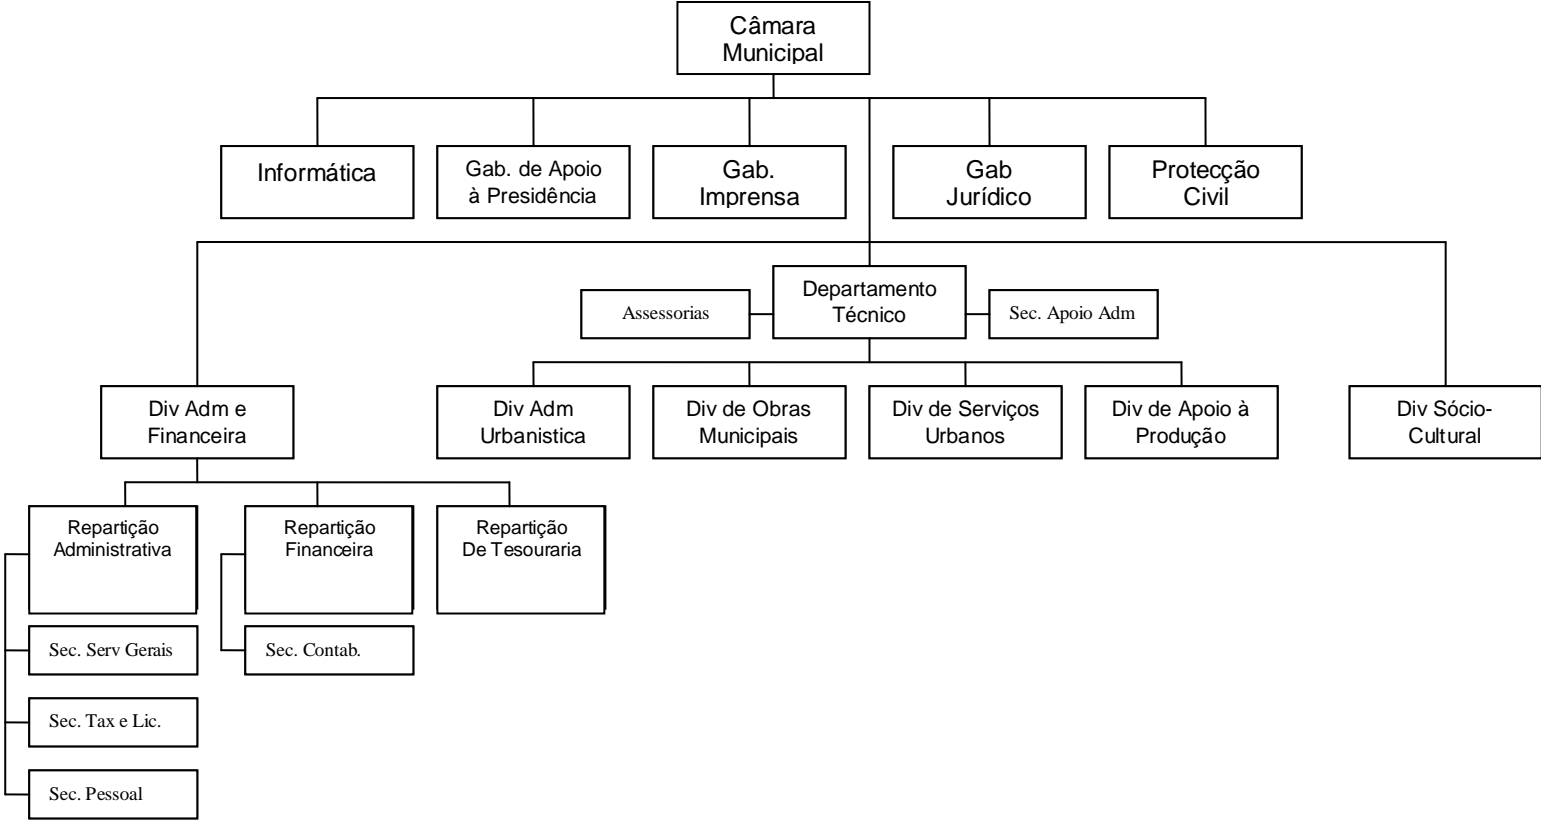 Câmara
Municipal
Informática
Gab. de Apoio
à Presidência
Gab.
Imprensa
Gab
Jurídico
Protecção
Civil
Departamento
Técnico
Assessorias
Sec. Apoio Adm
Div Adm e
Financeira
Div Adm
Urbanistica
Div de Obras
Municipais
Div de Serviços
Urbanos
Div de Apoio à
Produção
Div Sócio-
Cultural
Repartição
Administrativa
Repartição
Financeira
Repartição
De Tesouraria
Sec. Serv Gerais
Sec. Contab.
Sec. Tax e Lic.
Sec. Pessoal